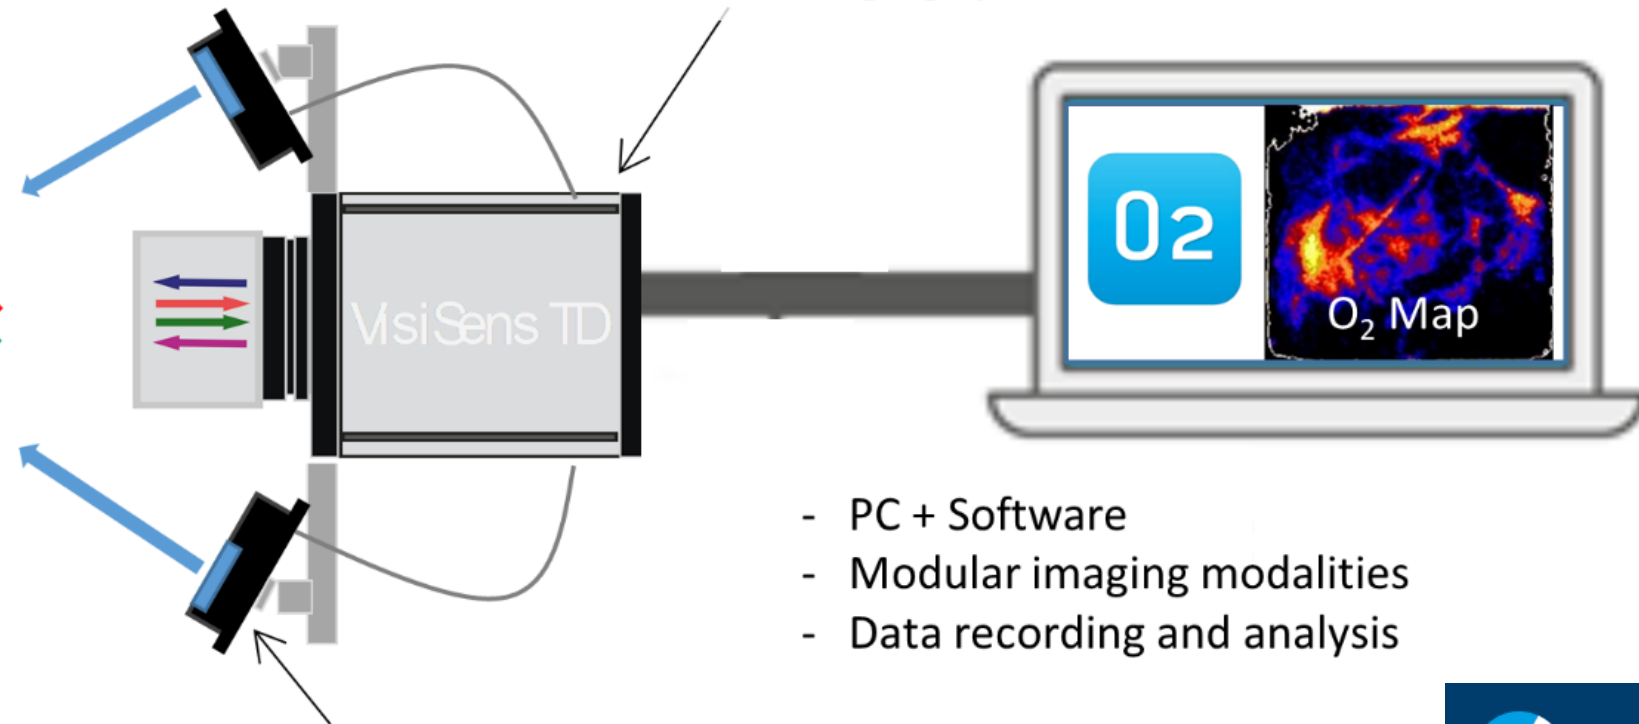 VisiSens TD
O2
O₂ Map
- PC + Software
- Modular imaging modalities
- Data recording and analysis